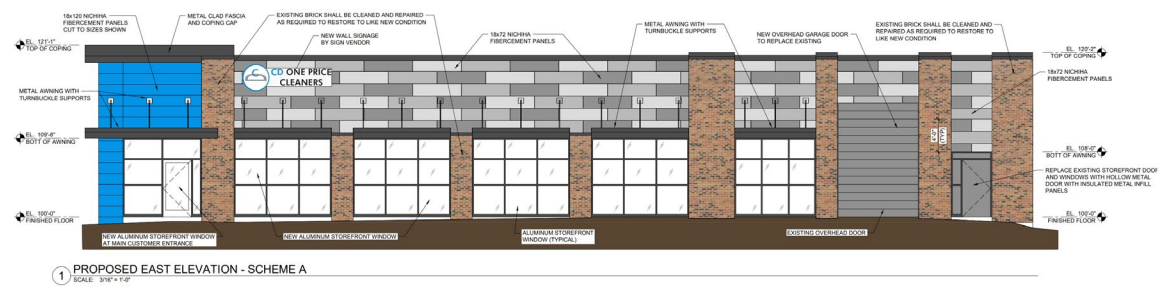 18x120 NICHIHA
FIBERCEMENT PANELS
CUT TO SIZES SHOWN
METAL CLAD FASCIA
AND COPING CAP
EXISTING BRICK SHALL BE CLEANED AND REPAIRED
AS REQUIRED TO RESTORE TO LIKE NEW CONDITION
NEW WALL SIGNAGE
BY SIGN VENDOR
18x72 NICHIHA
FIBERCEMENT PANELS
METAL AWNING WITH
TURNBUCKLE SUPPORTS
NEW OVERHEAD GARAGE DOOR
TO REPLACE EXISTING
EXISTING BRICK SHALL BE CLEANED AND
REPAIRED AS REQUIRED TO RESTORE TO
LIKE NEW CONDITION
EL. 121'-1"
TOP OF COPING
EL. 120'-2"
TOP OF COPING
CD ONE PRICE
CLEANERS
18x72 NICHIHA
FIBERCEMENT PANELS
METAL AWNING WITH
TURNBUCKLE SUPPORTS
EL. 109'-8"
BOTT OF AWNING
4'-0"
(TYP)
EL. 108'-0"
BOTT OF AWNING
REPLACE EXISTING STOREFRONT DOOR
AND WINDOWS WITH HOLLOW METAL
DOOR WITH INSULATED METAL INFILL
PANELS
EL. 100'-0"
FINISHED FLOOR
EL. 100'-0"
FINISHED FLOOR
NEW ALUMINUM STOREFRONT WINDOW
AT MAIN CUSTOMER ENTRANCE
NEW ALUMINUM STOREFRONT WINDOW
ALUMINUM STOREFRONT
WINDOW (TYPICAL)
EXISTING OVERHEAD DOOR
1 PROPOSED EAST ELEVATION - SCHEME A
SCALE: 3/16" = 1'-0"